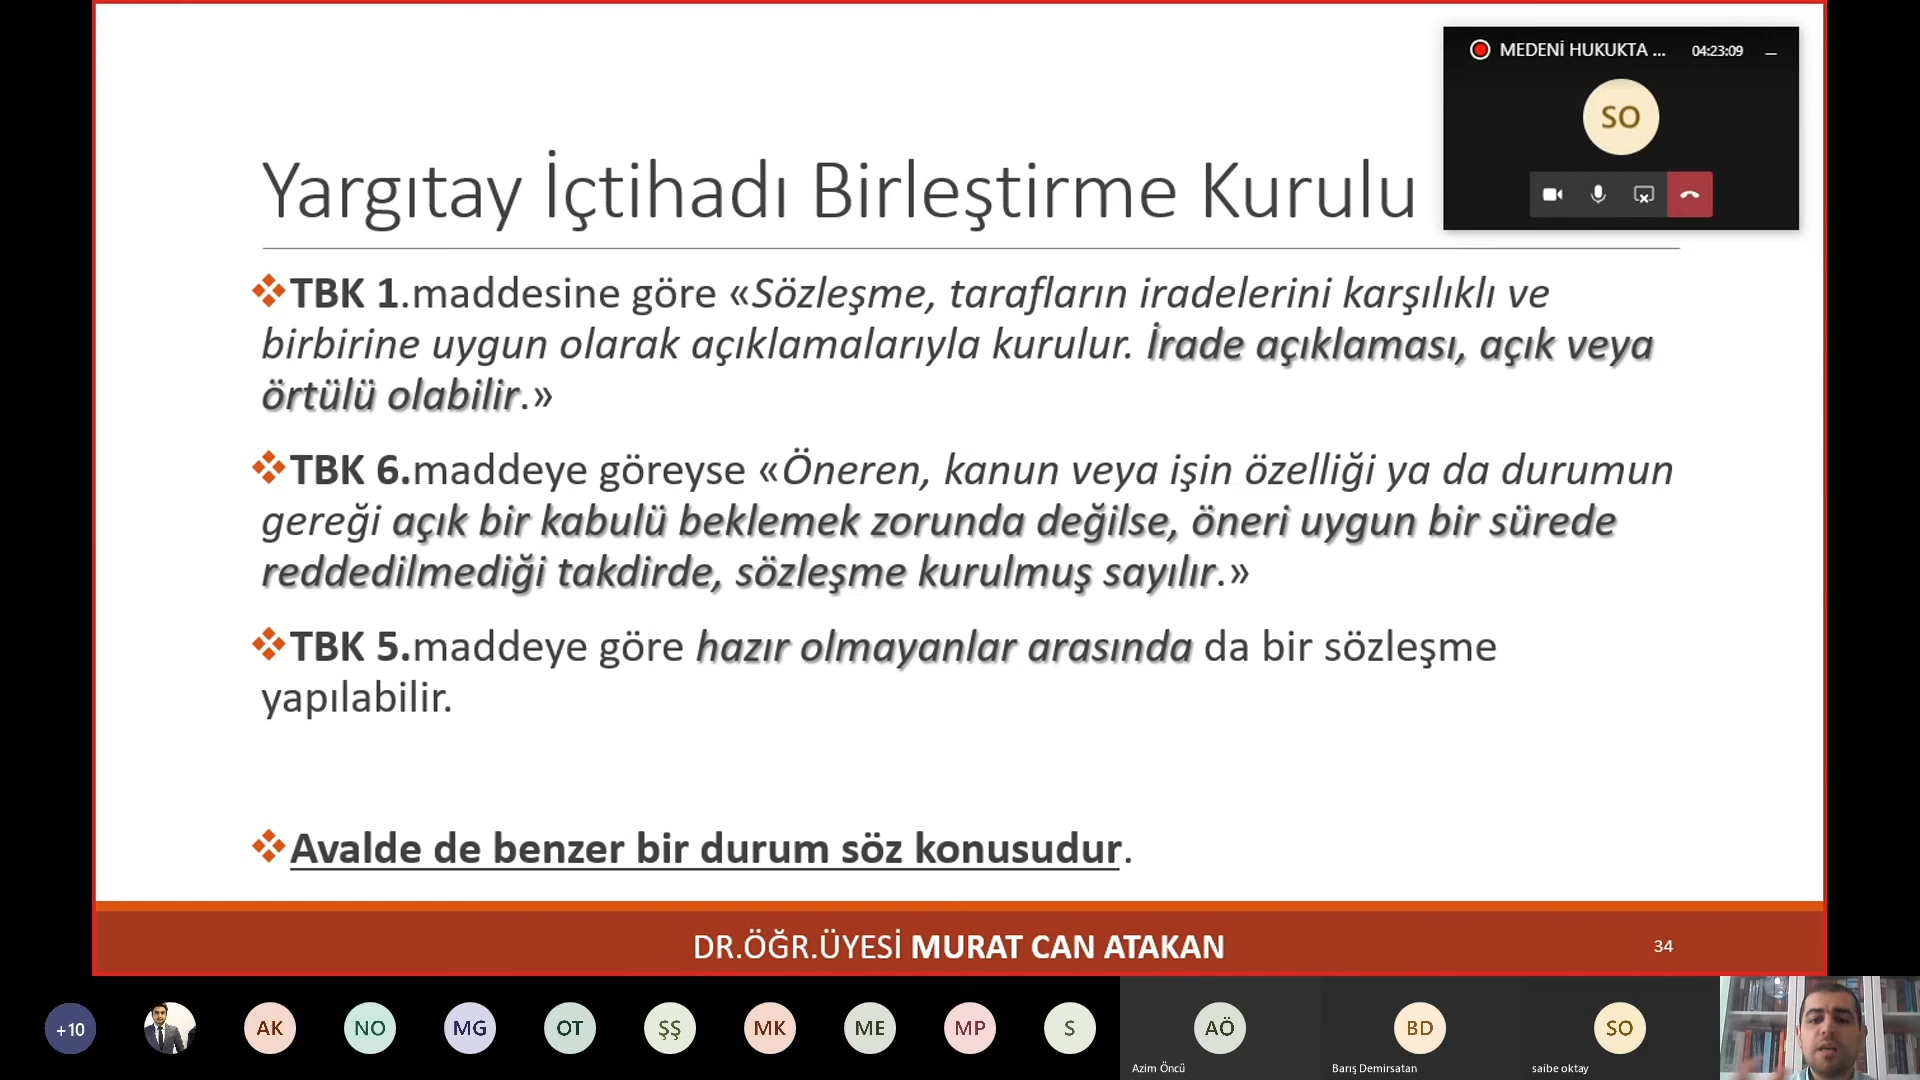 MEDENİ HUKUKTA ... 04:23:09
SO
Yargıtay İçtihadı Birleştirme Kurulu
TBK 1.maddesine göre «Sözleşme, tarafların iradelerini karşılıklı ve
birbirine uygun olarak açıklamalarıyla kurulur. İrade açıklaması, açık veya
örtülü olabilir.»
TBK 6.maddeye göreyse «Öneren, kanun veya işin özelliği ya da durumun
gereği açık bir kabulü beklemek zorunda değilse, öneri uygun bir sürede
reddedilmediği takdirde, sözleşme kurulmuş sayılır.»
TBK 5.maddeye göre hazır olmayanlar arasında da bir sözleşme
yapılabilir.
Avalde de benzer bir durum söz konusudur.
DR.ÖĞR.ÜYESİ MURAT CAN ATAKAN
34
+10 AK NO MG OT ŞŞ MK ME MP S AÖ BD SO
Azim Öncü Barış Demirsatan saibe oktay